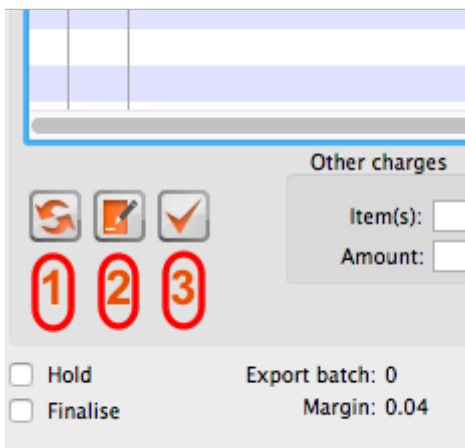 Other charges
Item(s):
Amount:
1 2 3
Hold
Export batch: 0
Finalise
Margin: 0.04